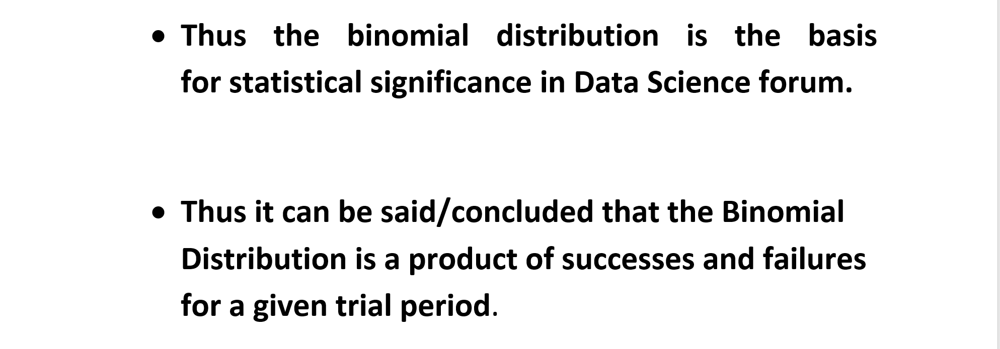 • Thus the binomial distribution is the basis
for statistical significance in Data Science forum.
• Thus it can be said/concluded that the Binomial
Distribution is a product of successes and failures
for a given trial period.